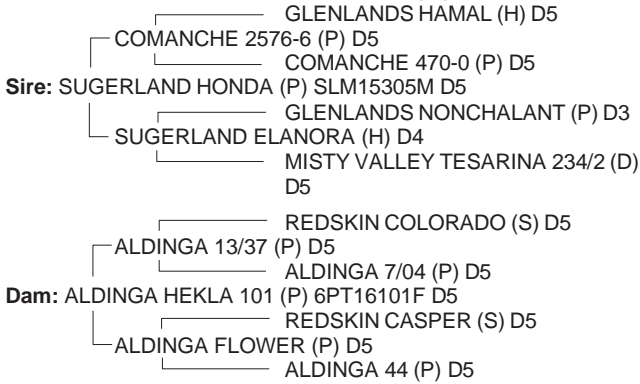 GLENLANDS HAMAL (H) D5
COMANCHE 2576-6 (P) D5
COMANCHE 470-0 (P) D5
Sire: SUGERLAND HONDA (P) SLM15305M D5
GLENLANDS NONCHALANT (P) D3
SUGERLAND ELANORA (H) D4
MISTY VALLEY TESARINA 234/2 (D)
D5
REDSKIN COLORADO (S) D5
ALDINGA 13/37 (P) D5
ALDINGA 7/04 (P) D5
Dam: ALDINGA HEKLA 101 (P) 6PT16101F D5
REDSKIN CASPER (S) D5
ALDINGA FLOWER (P) D5
ALDINGA 44 (P) D5